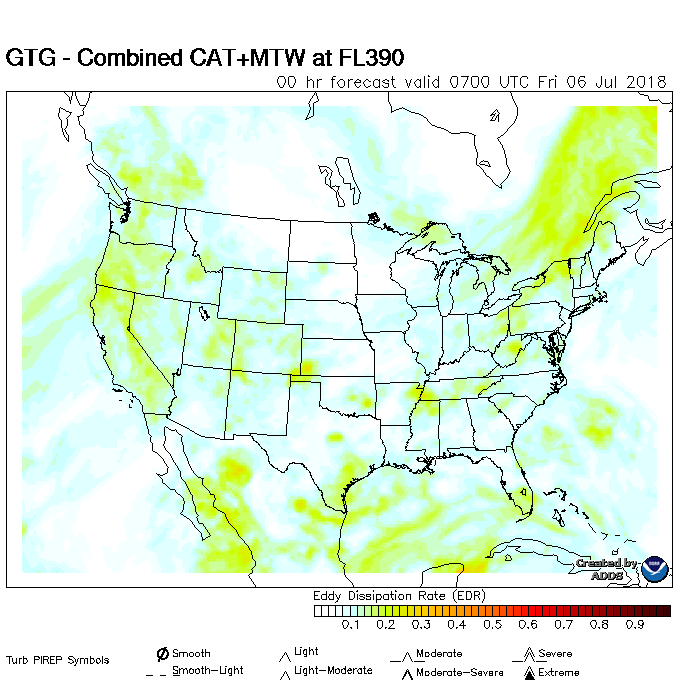 GTG - Combined CAT+MTW at FL390
00 hr forecast valid 0700 UTC Fri 06 Jul 2018
Created by
ADDS
Eddy Dissipation Rate (EDR)
0.1 0.2 0.3 0.4 0.5 0.6 0.7 0.8 0.9
Turb PIREP Symbols
Smooth Light Moderate Severe
Smooth-Light Light-Moderate Moderate-Severe Extreme